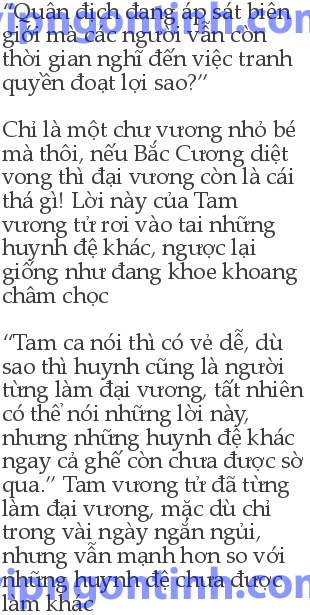 “Quân địch đang áp sát biên
giới mà các người vẫn còn
thời gian nghĩ đến việc tranh
quyền đoạt lợi sao?”
Chỉ là một chư vương nhỏ bé
mà thôi, nếu Bắc Cương diệt
vong thì đại vương còn là cái
thá gì! Lời này của Tam
vương tử rơi vào tai những
huynh đệ khác, ngược lại
giống như đang khoe khoang
châm chọc
“Tam ca nói thì có vẻ dễ, dù
sao thì huynh cũng là người
từng làm đại vương, tất nhiên
có thể nói những lời này,
nhưng những huynh đệ khác
ngay cả ghế còn chưa được sờ
qua.” Tam vương tử đã từng
làm đại vương, mặc dù chỉ
trong vài ngày ngắn ngủi,
nhưng vẫn mạnh hơn so với
những huynh đệ chưa được
làm khác
vipngontinh.com